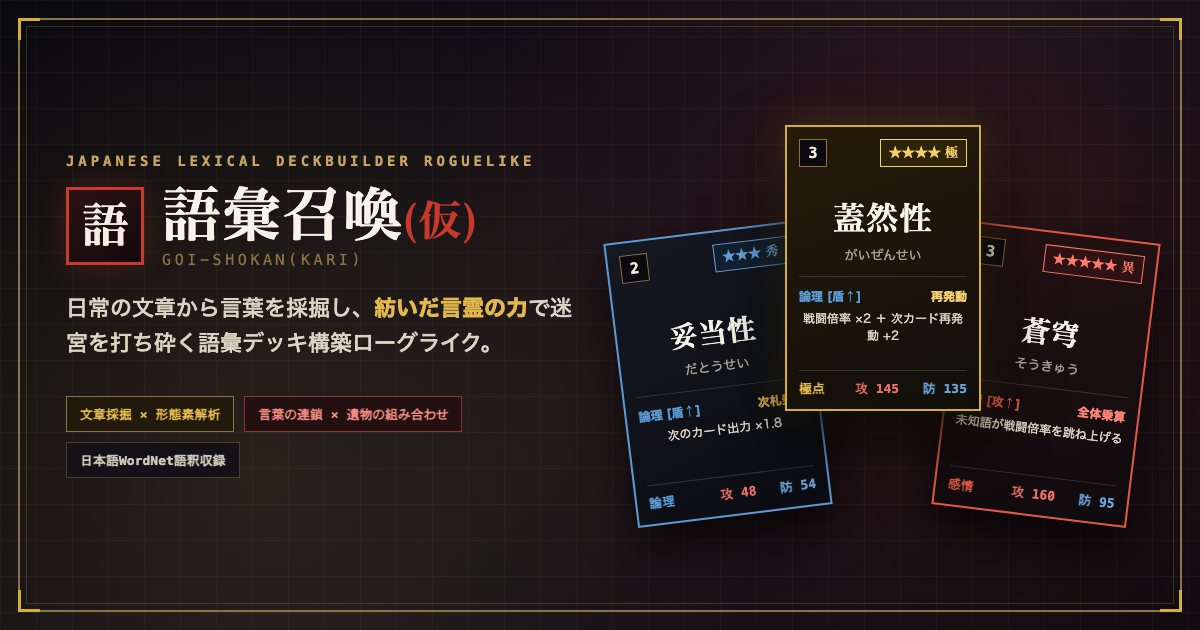 JAPANESE LEXICAL DECKBUILDER ROGUELIKE
語
語彙召喚(仮)
GOI-SHOKAN(KARI)
日常の文章から言葉を採掘し、紡いだ言霊の力で迷
宮を打ち砕く語彙デッキ構築ローグライク。
文章採掘 × 形態素解析
言葉の連鎖 × 遺物の組み合わせ
日本語WordNet語釈収録
2
★★★ 秀
妥当性
だとうせい
論理 [盾↑]
次札
次のカード出力 ×1.8
論理 攻 48 防 54
3
★★★★ 極
蓋然性
がいぜんせい
論理 [盾↑] 再発動
戦闘倍率 ×2 + 次カード再発
動 +2
極点 攻 145 防 135
3
★★★★★ 異
蒼穹
そうきゅう
[攻↑] 全体乗算
未知語が戦闘倍率を跳ね上げる
感情 攻 160 防 95